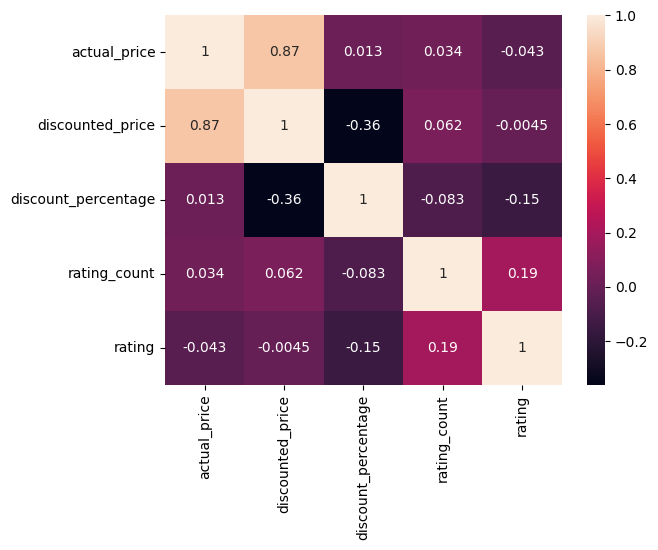 actual_price 1 0.87 0.013 0.034 -0.043
discounted_price 0.87 1 -0.36 0.062 -0.0045
discount_percentage 0.013 -0.36 1 -0.083 -0.15
rating_count 0.034 0.062 -0.083 1 0.19
rating -0.043 -0.0045 -0.15 0.19 1
actual_price
discounted_price
discount_percentage
rating_count
rating
1.0
0.8
0.6
0.4
0.2
0.0
−0.2